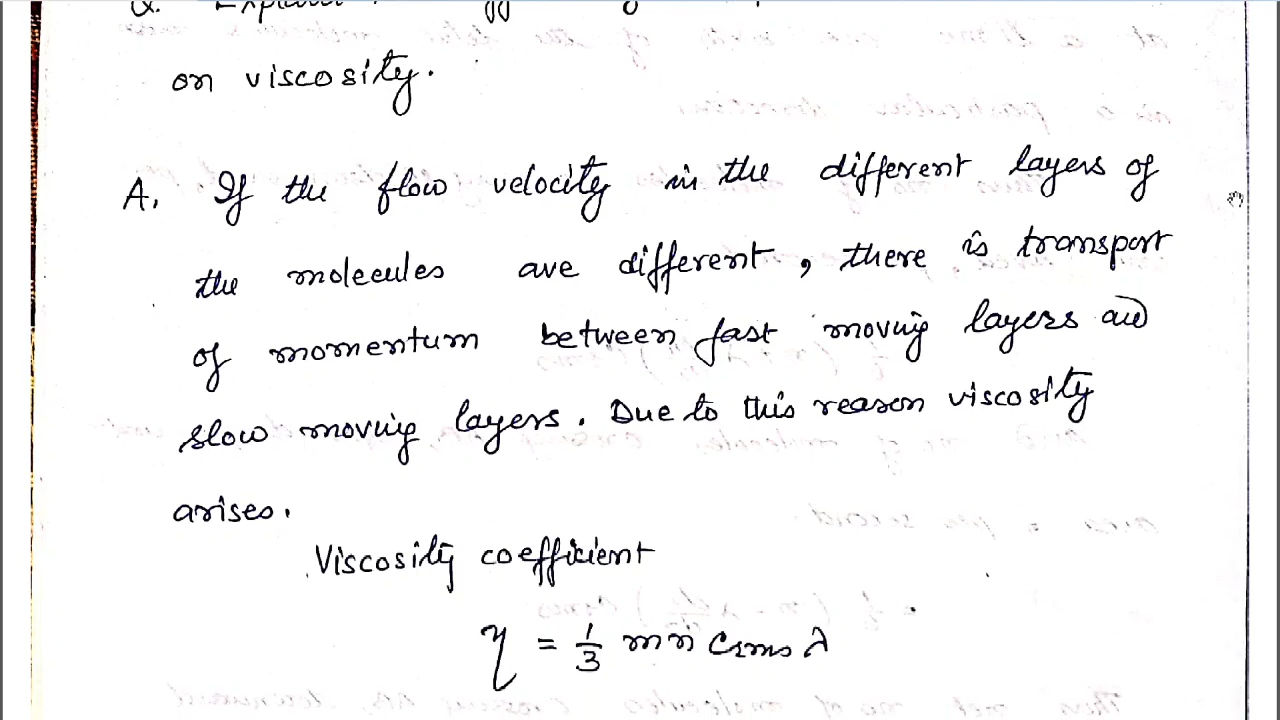 Q.
on viscosity.
A. If the flow velocity in the different layers of
the molecules are different, there is transport
of momentum between fast moving layers and
slow moving layers. Due to this reason viscosity
arises.
Viscosity coefficient
η = 1/3 m n Crms λ